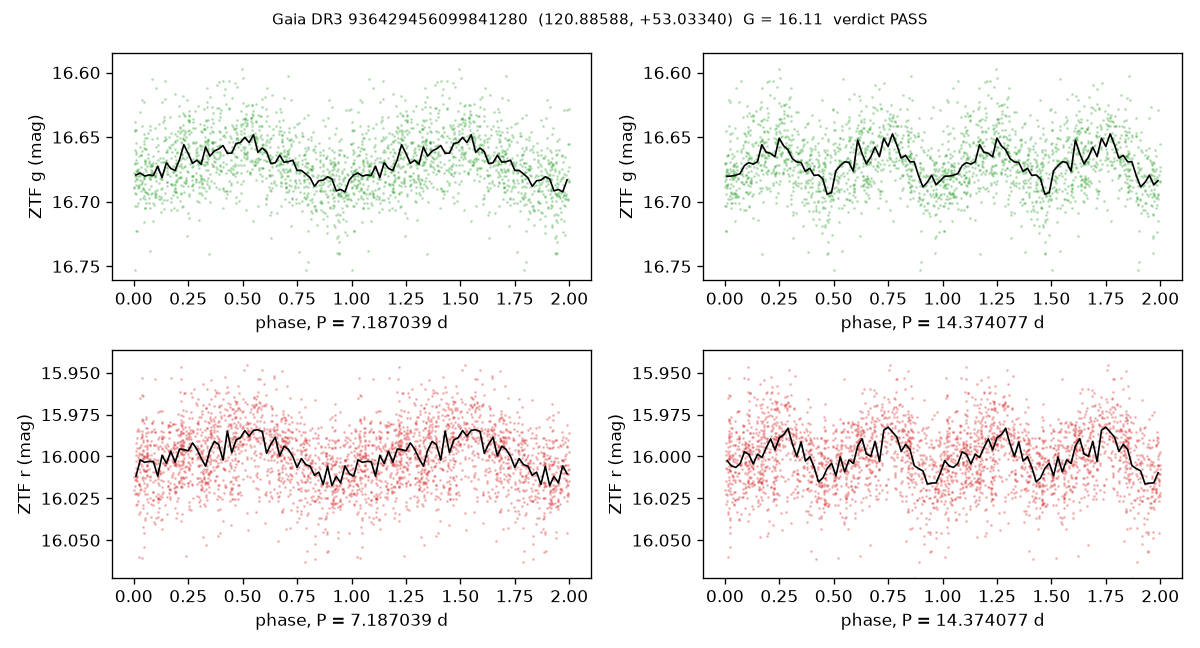 Gaia DR3 936429456099841280 (120.88588, +53.03340) G = 16.11 verdict PASS
ZTF g (mag)
16.60
16.65
16.70
16.75
0.00 0.25 0.50 0.75 1.00 1.25 1.50 1.75 2.00
phase, P = 7.187039 d
ZTF g (mag)
16.60
16.65
16.70
16.75
0.00 0.25 0.50 0.75 1.00 1.25 1.50 1.75 2.00
phase, P = 14.374077 d
ZTF r (mag)
15.950
15.975
16.000
16.025
16.050
0.00 0.25 0.50 0.75 1.00 1.25 1.50 1.75 2.00
phase, P = 7.187039 d
ZTF r (mag)
15.950
15.975
16.000
16.025
16.050
0.00 0.25 0.50 0.75 1.00 1.25 1.50 1.75 2.00
phase, P = 14.374077 d